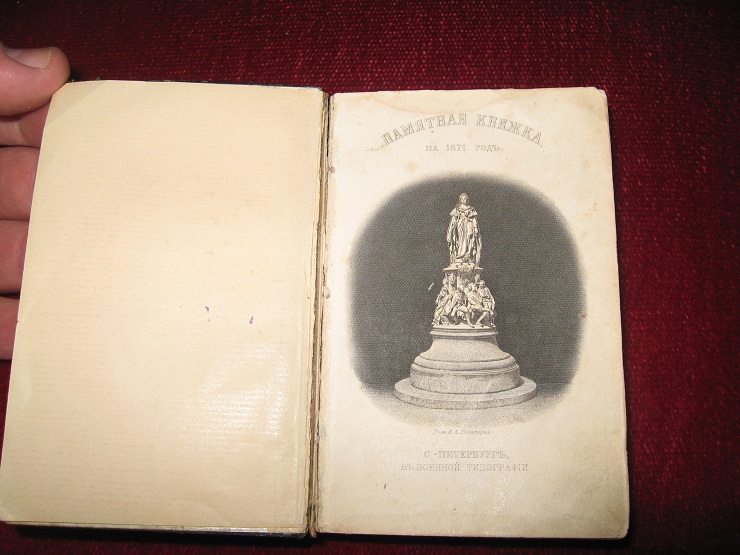 ПАМЯТНАЯ КНИЖКА
НА 1871 ГОДЪ.
С.-ПЕТЕРБУРГЪ,
ВЪ ВОЕННОЙ ТИПОГРАФІИ